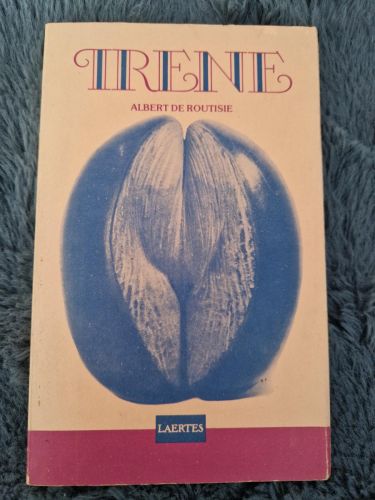 IRENE
ALBERT DE ROUTISIE
LAERTES